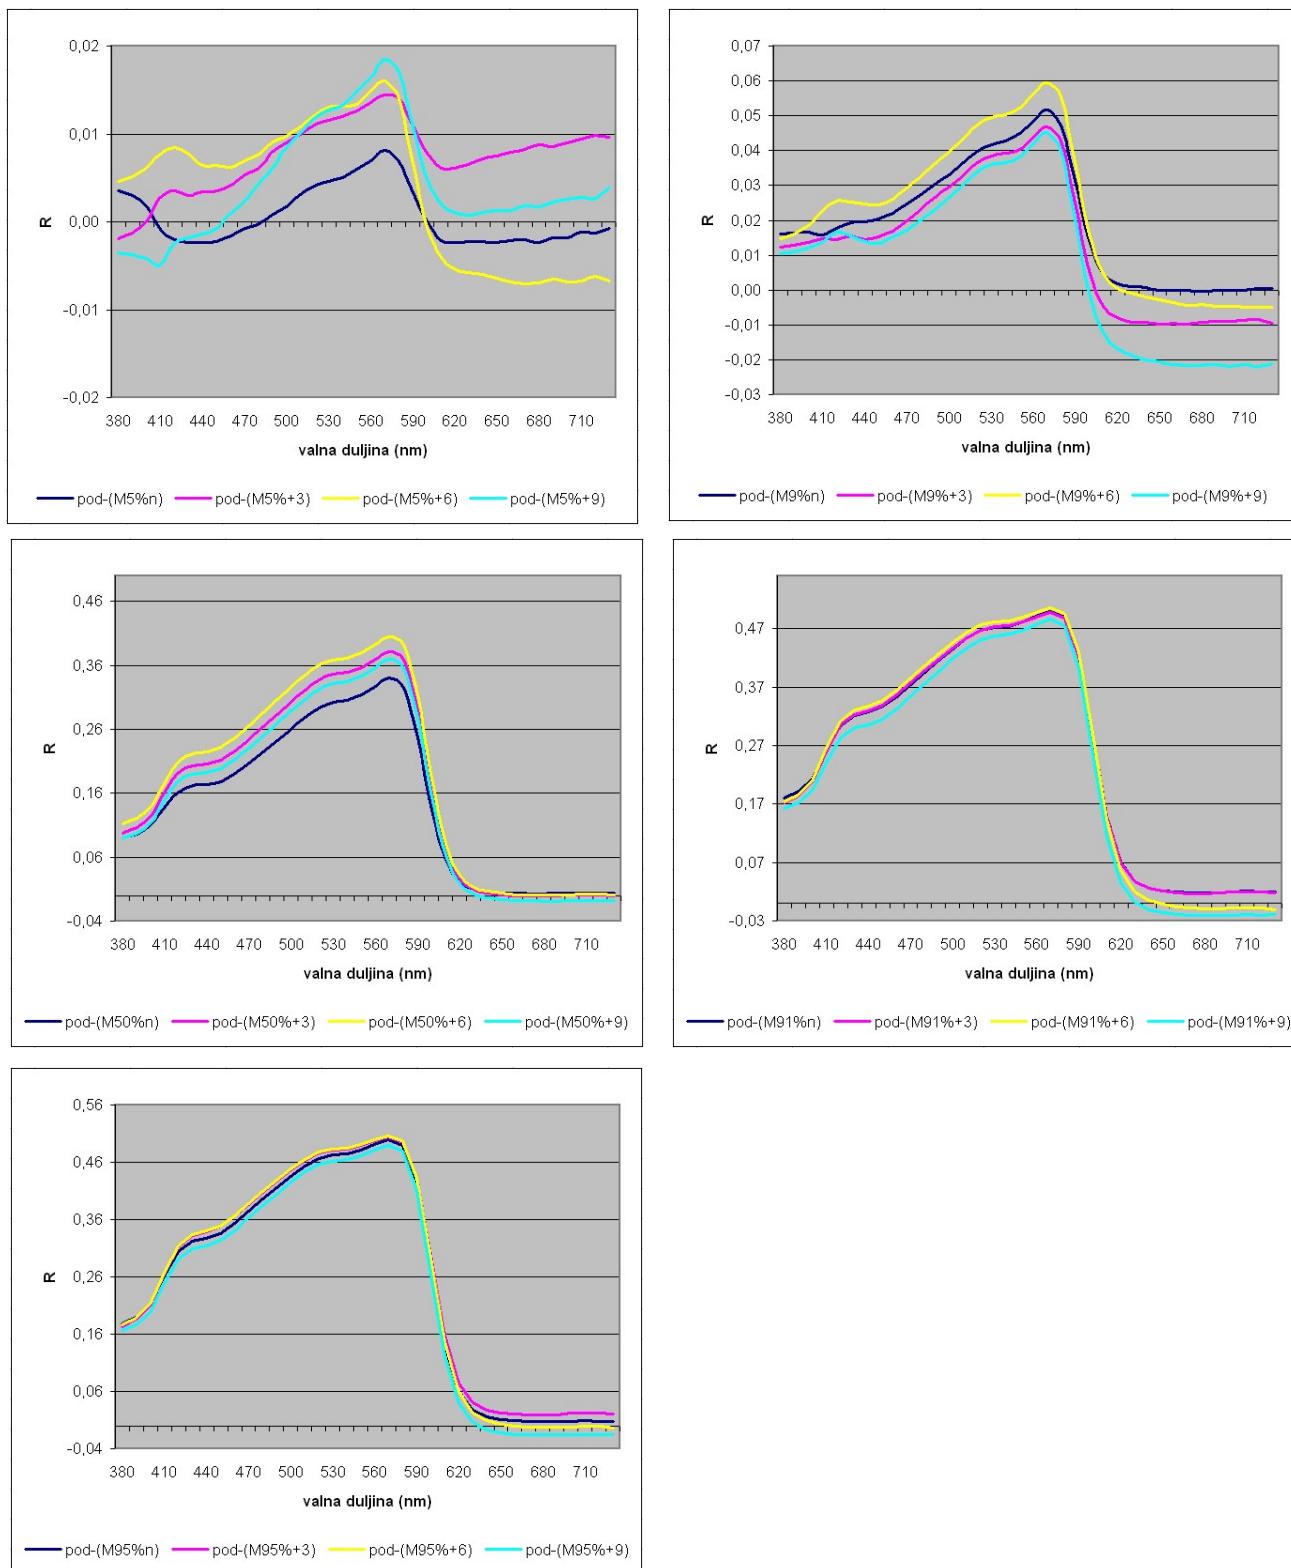 0,02
0,01
0,00
-0,01
-0,02
R
380 410 440 470 500 530 560 590 620 650 680 710
valna duljina (nm)
pod-(M5%n) pod-(M5%+3) pod-(M5%+6) pod-(M5%+9)
0,07
0,06
0,05
0,04
0,03
0,02
0,01
0,00
-0,01
-0,02
-0,03
R
380 410 440 470 500 530 560 590 620 650 680 710
valna duljina (nm)
pod-(M9%n) pod-(M9%+3) pod-(M9%+6) pod-(M9%+9)
0,46
0,36
0,26
0,16
0,06
-0,04
R
380 410 440 470 500 530 560 590 620 650 680 710
valna duljina (nm)
pod-(M50%n) pod-(M50%+3) pod-(M50%+6) pod-(M50%+9)
0,47
0,37
0,27
0,17
0,07
-0,03
R
380 410 440 470 500 530 560 590 620 650 680 710
valna duljina (nm)
pod-(M91%n) pod-(M91%+3) pod-(M91%+6) pod-(M91%+9)
0,56
0,46
0,36
0,26
0,16
0,06
-0,04
R
380 410 440 470 500 530 560 590 620 650 680 710
valna duljina (nm)
pod-(M95%n) pod-(M95%+3) pod-(M95%+6) pod-(M95%+9)